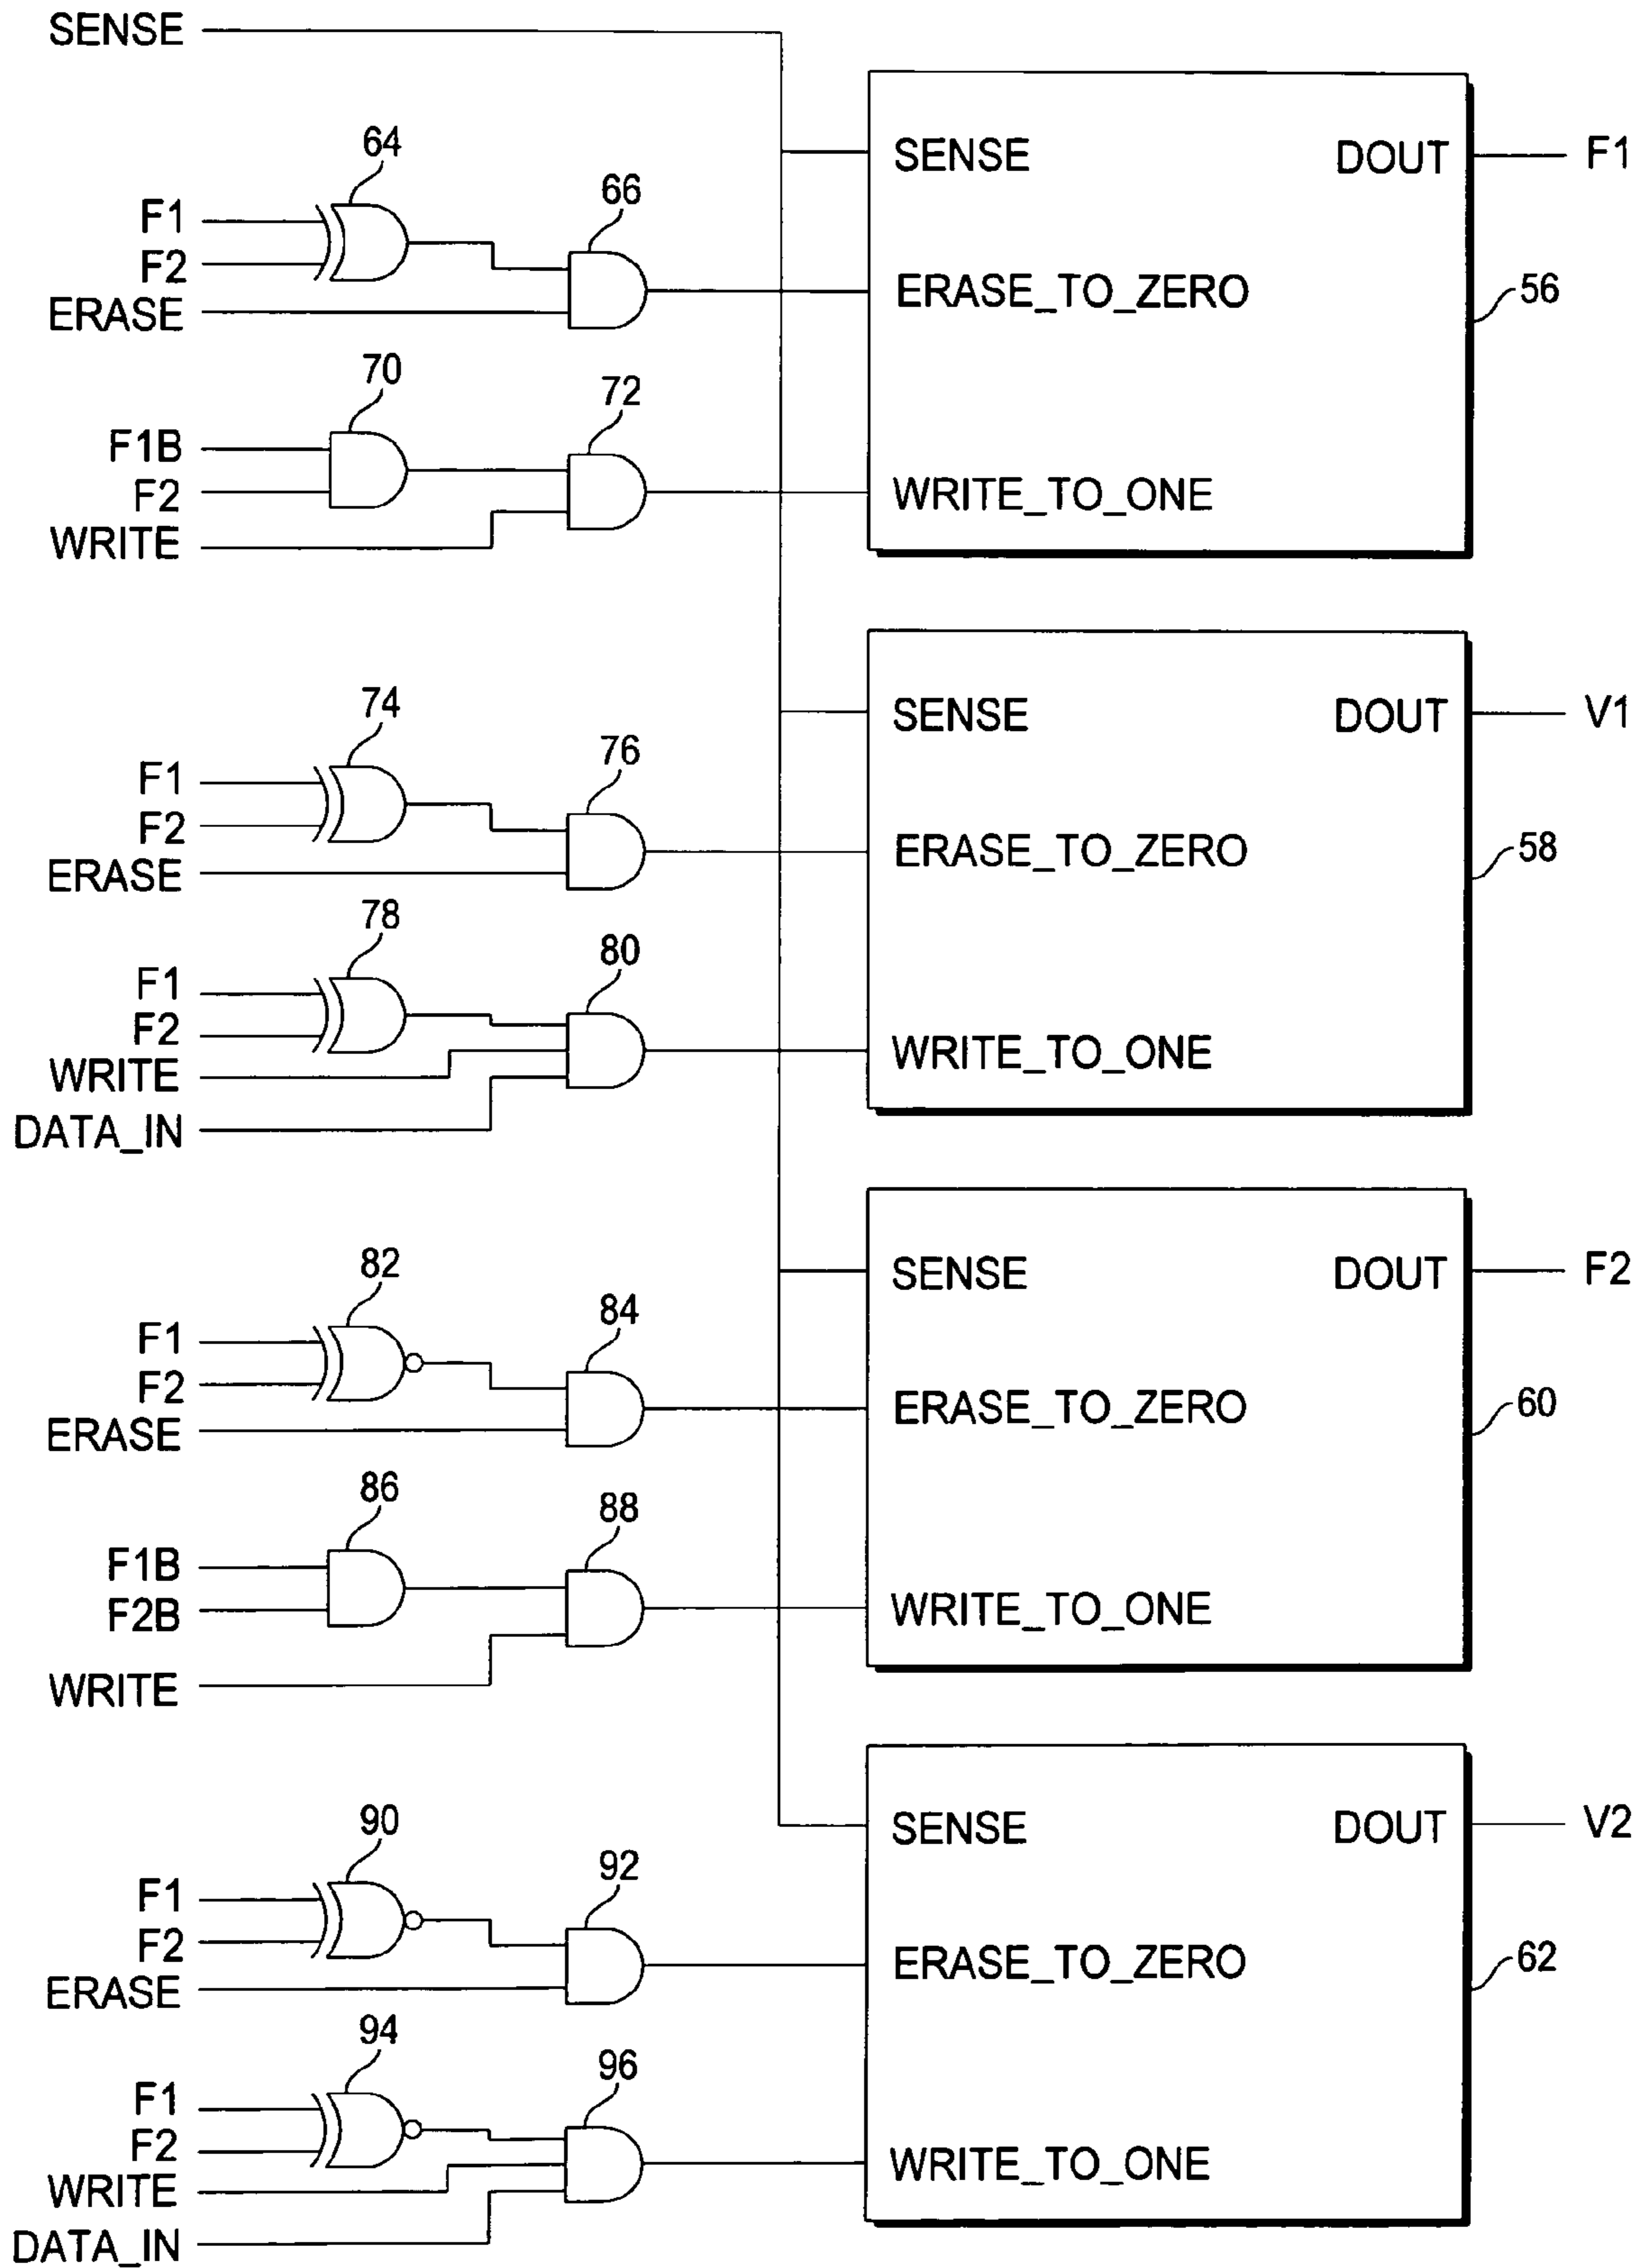 SENSE
SENSE
DOUT
F1
64
F1
F2
ERASE
66
ERASE_TO_ZERO
56
70
F1B
F2
WRITE
72
WRITE_TO_ONE
SENSE
DOUT
V1
74
F1
F2
ERASE
76
ERASE_TO_ZERO
58
78
F1
F2
WRITE
DATA_IN
80
WRITE_TO_ONE
SENSE
DOUT
F2
82
F1
F2
ERASE
84
ERASE_TO_ZERO
60
86
F1B
F2B
WRITE
88
WRITE_TO_ONE
SENSE
DOUT
V2
90
F1
F2
ERASE
92
ERASE_TO_ZERO
62
94
F1
F2
WRITE
DATA_IN
96
WRITE_TO_ONE